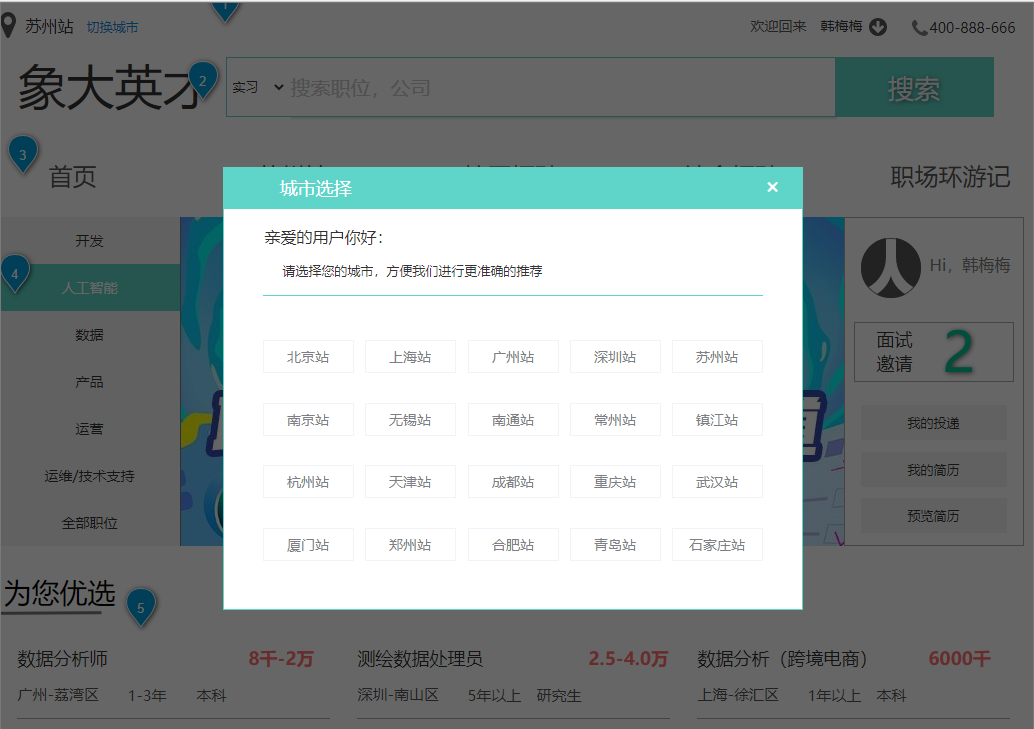 苏州站 切换城市 欢迎回来 韩梅梅 400-888-666
1
象大英才 2 实习 搜索职位，公司 搜索
3
首页 职场环游记
城市选择 ×
亲爱的用户你好：
请选择您的城市，方便我们进行更准确的推荐
北京站 上海站 广州站 深圳站 苏州站
南京站 无锡站 南通站 常州站 镇江站
杭州站 天津站 成都站 重庆站 武汉站
厦门站 郑州站 合肥站 青岛站 石家庄站
开发
4
人工智能
数据
产品
运营
运维/技术支持
全部职位
Hi，韩梅梅
面试
邀请
2
我的投递
我的简历
预览简历
为您优选 5
数据分析师 8千-2万
广州-荔湾区 1-3年 本科
测绘数据处理员 2.5-4.0万
深圳-南山区 5年以上 研究生
数据分析（跨境电商） 6000千
上海-徐汇区 1年以上 本科